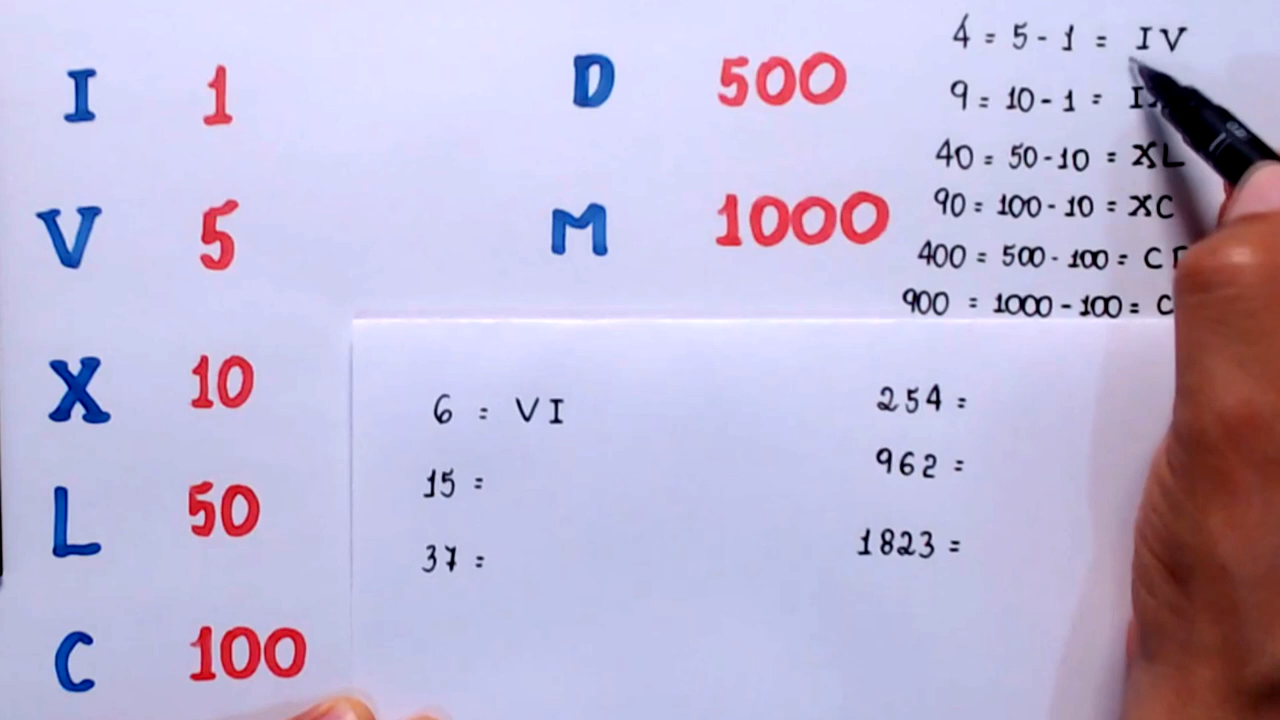 I 1
V 5
X 10
L 50
C 100
D 500
M 1000
4 = 5 - 1 = IV
9 = 10 - 1 =
40 = 50 - 10 = XL
90 = 100 - 10 = XC
400 = 500 - 100 =
900 = 1000 - 100 =
6 = VI
15 =
37 =
254 =
962 =
1823 =